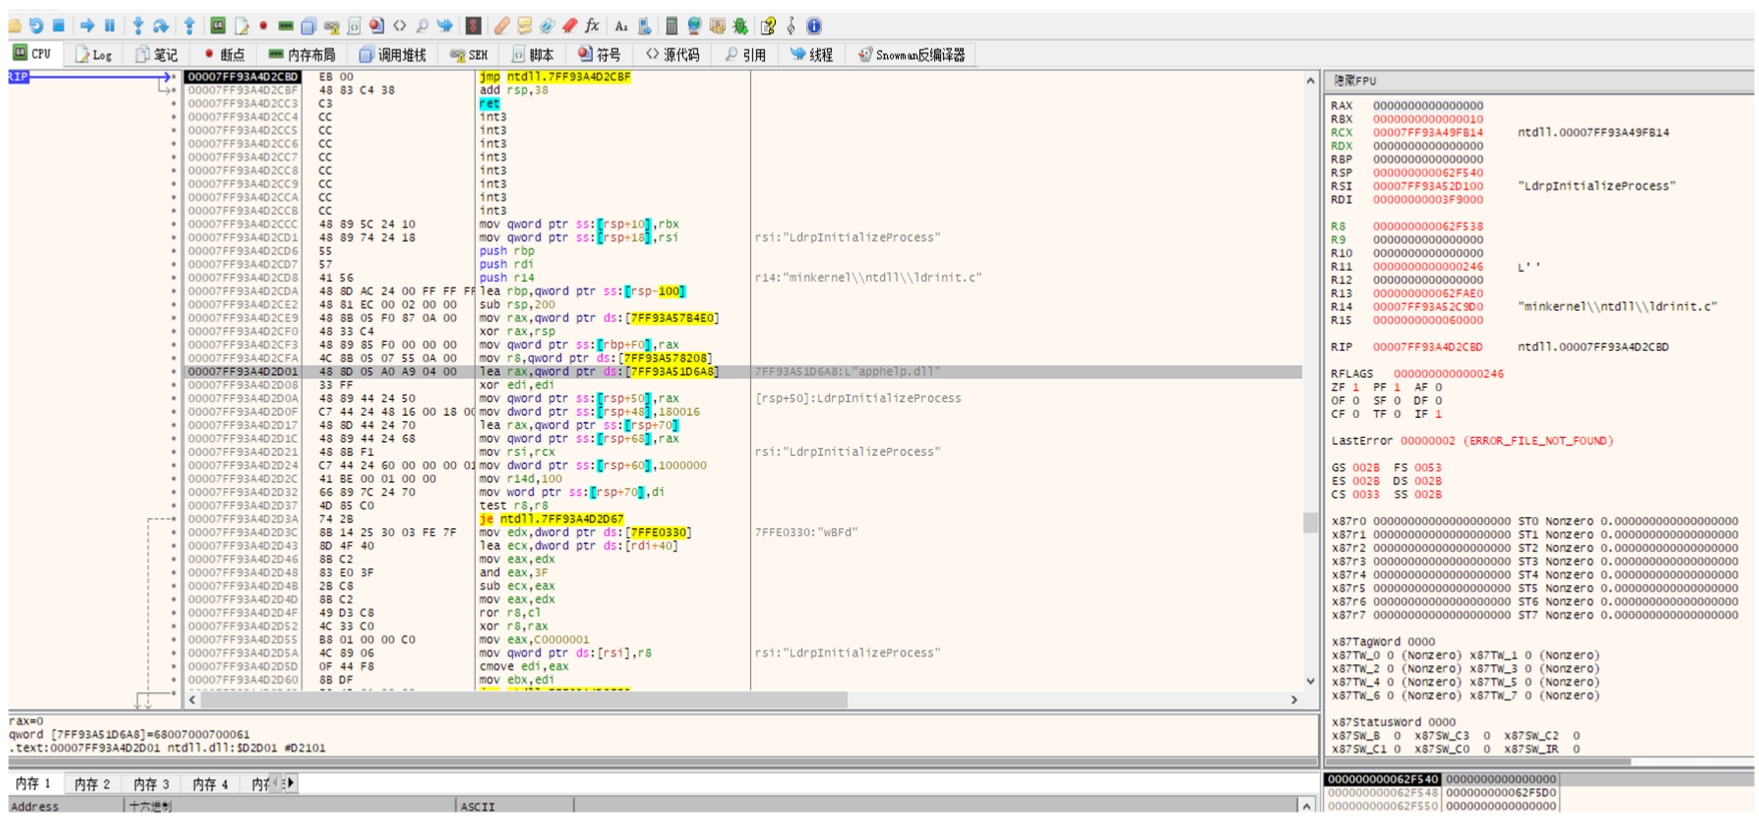 CPU Log 笔记 断点 内存布局 调用堆栈 SEH 脚本 符号 源代码 引用 线程 Snowman反编译器
RIP
00007FF93A4D2CBD EB 00 jmp ntdll.7FF93A4D2CBF
00007FF93A4D2CBF 48 83 C4 38 add rsp,38
00007FF93A4D2CC3 C3 ret
00007FF93A4D2CC4 CC int3
00007FF93A4D2CC5 CC int3
00007FF93A4D2CC6 CC int3
00007FF93A4D2CC7 CC int3
00007FF93A4D2CC8 CC int3
00007FF93A4D2CC9 CC int3
00007FF93A4D2CCA CC int3
00007FF93A4D2CCB CC int3
00007FF93A4D2CCC 48 89 5C 24 10 mov qword ptr ss:[rsp+10],rbx
00007FF93A4D2CD1 48 89 74 24 18 mov qword ptr ss:[rsp+18],rsi rsi:"LdrpInitializeProcess"
00007FF93A4D2CD6 55 push rbp
00007FF93A4D2CD7 57 push rdi
00007FF93A4D2CD8 41 56 push r14 r14:"minkernel\\ntdll\\ldrinit.c"
00007FF93A4D2CDA 48 8D AC 24 00 FF FF FF lea rbp,qword ptr ss:[rsp-100]
00007FF93A4D2CE2 48 81 EC 00 02 00 00 sub rsp,200
00007FF93A4D2CE9 48 8B 05 F0 87 0A 00 mov rax,qword ptr ds:[7FF93A57B4E0]
00007FF93A4D2CF0 48 33 C4 xor rax,rsp
00007FF93A4D2CF3 48 89 85 F0 00 00 00 mov qword ptr ss:[rbp+F0],rax
00007FF93A4D2CFA 4C 8B 05 07 55 0A 00 mov r8,qword ptr ds:[7FF93A578208]
00007FF93A4D2D01 48 8D 05 A0 A9 04 00 lea rax,qword ptr ds:[7FF93A51D6A8] 7FF93A51D6A8:L"apphelp.dll"
00007FF93A4D2D08 33 FF xor edi,edi
00007FF93A4D2D0A 48 89 44 24 50 mov qword ptr ss:[rsp+50],rax [rsp+50]:LdrpInitializeProcess
00007FF93A4D2D0F C7 44 24 48 16 00 18 00 mov dword ptr ss:[rsp+48],180016
00007FF93A4D2D17 48 8D 44 24 70 lea rax,qword ptr ss:[rsp+70]
00007FF93A4D2D1C 48 89 44 24 68 mov qword ptr ss:[rsp+68],rax
00007FF93A4D2D21 48 8B F1 mov rsi,rcx rsi:"LdrpInitializeProcess"
00007FF93A4D2D24 C7 44 24 60 00 00 00 01 mov dword ptr ss:[rsp+60],1000000
00007FF93A4D2D2C 41 BE 00 01 00 00 mov r14d,100
00007FF93A4D2D32 66 89 7C 24 70 mov word ptr ss:[rsp+70],di
00007FF93A4D2D37 4D 85 C0 test r8,r8
00007FF93A4D2D3A 74 2B je ntdll.7FF93A4D2D67
00007FF93A4D2D3C 8B 14 25 30 03 FE 7F mov edx,dword ptr ds:[7FFE0330] 7FFE0330:"wBFd"
00007FF93A4D2D43 8D 4F 40 lea ecx,dword ptr ds:[rdi+40]
00007FF93A4D2D46 8B C2 mov eax,edx
00007FF93A4D2D48 83 E0 3F and eax,3F
00007FF93A4D2D4B 2B C8 sub ecx,eax
00007FF93A4D2D4D 8B C2 mov eax,edx
00007FF93A4D2D4F 49 D3 C8 ror r8,cl
00007FF93A4D2D52 4C 33 C0 xor r8,rax
00007FF93A4D2D55 B8 01 00 00 C0 mov eax,C0000001
00007FF93A4D2D5A 4C 89 06 mov qword ptr ds:[rsi],r8 rsi:"LdrpInitializeProcess"
00007FF93A4D2D5D 0F 44 F8 cmove edi,eax
00007FF93A4D2D60 8B DF mov ebx,edi
rax=0
qword [7FF93A51D6A8]=68007000700061
.text:00007FF93A4D2D01 ntdll.dll:$D2D01 #D2101
内存 1 内存 2 内存 3 内存 4
Address 十六进制 ASCII
隐藏FPU
RAX 0000000000000000
RBX 0000000000000010
RCX 00007FF93A49FB14 ntdll.00007FF93A49FB14
RDX 0000000000000000
RBP 0000000000000000
RSP 000000000062F540
RSI 00007FF93A52D100 "LdrpInitializeProcess"
RDI 00000000003F9000
R8 000000000062F538
R9 0000000000000000
R10 0000000000000000
R11 0000000000000246 L'
R12 0000000000000000
R13 000000000062FAE0
R14 00007FF93A52C9D0 "minkernel\\ntdll\\ldrinit.c"
R15 0000000000060000
RIP 00007FF93A4D2CBD ntdll.00007FF93A4D2CBD
RFLAGS 0000000000000246
ZF 1 PF 1 AF 0
OF 0 SF 0 DF 0
CF 0 TF 0 IF 1
LastError 00000002 (ERROR_FILE_NOT_FOUND)
GS 002B FS 0053
ES 002B DS 002B
CS 0033 SS 002B
x87r0 00000000000000000000 ST0 Nonzero 0.000000000000000000
x87r1 00000000000000000000 ST1 Nonzero 0.000000000000000000
x87r2 00000000000000000000 ST2 Nonzero 0.000000000000000000
x87r3 00000000000000000000 ST3 Nonzero 0.000000000000000000
x87r4 00000000000000000000 ST4 Nonzero 0.000000000000000000
x87r5 00000000000000000000 ST5 Nonzero 0.000000000000000000
x87r6 00000000000000000000 ST6 Nonzero 0.000000000000000000
x87r7 00000000000000000000 ST7 Nonzero 0.000000000000000000
x87TagWord 0000
x87TW_0 0 (Nonzero) x87TW_1 0 (Nonzero)
x87TW_2 0 (Nonzero) x87TW_3 0 (Nonzero)
x87TW_4 0 (Nonzero) x87TW_5 0 (Nonzero)
x87TW_6 0 (Nonzero) x87TW_7 0 (Nonzero)
x87StatusWord 0000
x87SW_B 0 x87SW_C3 0 x87SW_C2 0
x87SW_C1 0 x87SW_C0 0 x87SW_IR 0
000000000062F540 0000000000000000
000000000062F548 000000000062F5D0
000000000062F550 0000000000000000